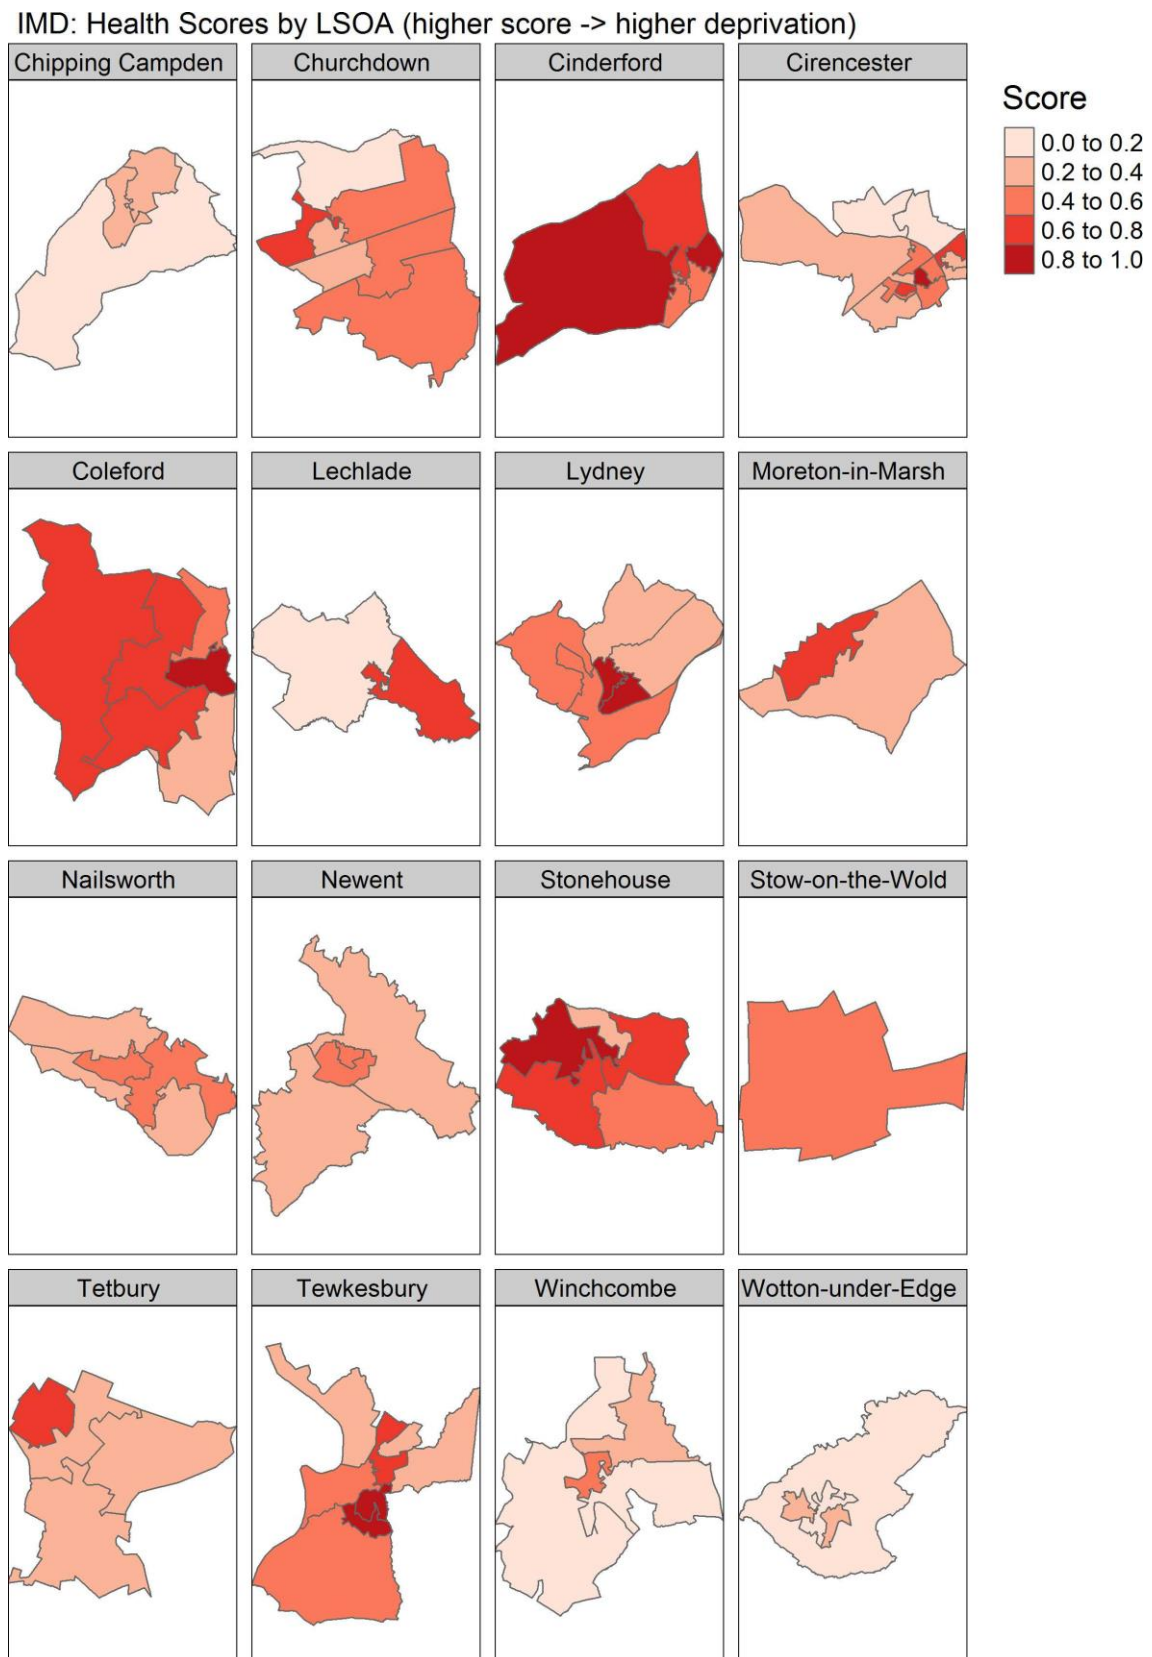 IMD: Health Scores by LSOA (higher score -> higher deprivation)
Chipping Campden
Churchdown
Cinderford
Cirencester
Score
0.0 to 0.2
0.2 to 0.4
0.4 to 0.6
0.6 to 0.8
0.8 to 1.0
Coleford
Lechlade
Lydney
Moreton-in-Marsh
Nailsworth
Newent
Stonehouse
Stow-on-the-Wold
Tetbury
Tewkesbury
Winchcombe
Wotton-under-Edge